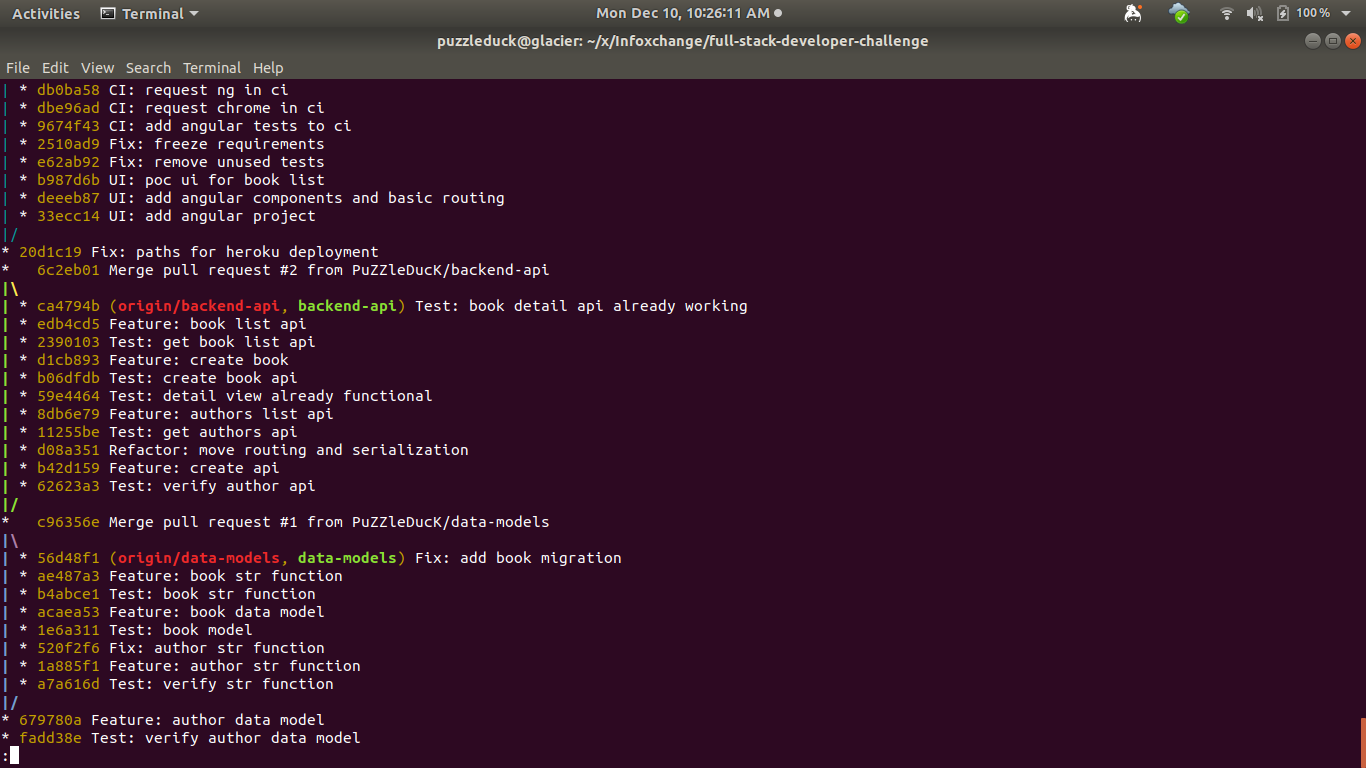 Activities Terminal Mon Dec 10, 10:26:11 AM 100 %
puzzleduck@glacier: ~/x/Infoxchange/full-stack-developer-challenge
File Edit View Search Terminal Help
| * db0ba58 CI: request ng in ci
| * dbe96ad CI: request chrome in ci
| * 9674f43 CI: add angular tests to ci
| * 2510ad9 Fix: freeze requirements
| * e62ab92 Fix: remove unused tests
| * b987d6b UI: poc ui for book list
| * deeeb87 UI: add angular components and basic routing
| * 33ecc14 UI: add angular project
|/
* 20d1c19 Fix: paths for heroku deployment
*   6c2eb01 Merge pull request #2 from PuZZleDucK/backend-api
|\
| * ca4794b (origin/backend-api, backend-api) Test: book detail api already working
| * edb4cd5 Feature: book list api
| * 2390103 Test: get book list api
| * d1cb893 Feature: create book
| * b06dfdb Test: create book api
| * 59e4464 Test: detail view already functional
| * 8db6e79 Feature: authors list api
| * 11255be Test: get authors api
| * d08a351 Refactor: move routing and serialization
| * b42d159 Feature: create api
| * 62623a3 Test: verify author api
|/
*   c96356e Merge pull request #1 from PuZZleDucK/data-models
|\
| * 56d48f1 (origin/data-models, data-models) Fix: add book migration
| * ae487a3 Feature: book str function
| * b4abce1 Test: book str function
| * acaea53 Feature: book data model
| * 1e6a311 Test: book model
| * 520f2f6 Fix: author str function
| * 1a885f1 Feature: author str function
| * a7a616d Test: verify str function
|/
* 679780a Feature: author data model
* fadd38e Test: verify author data model
: